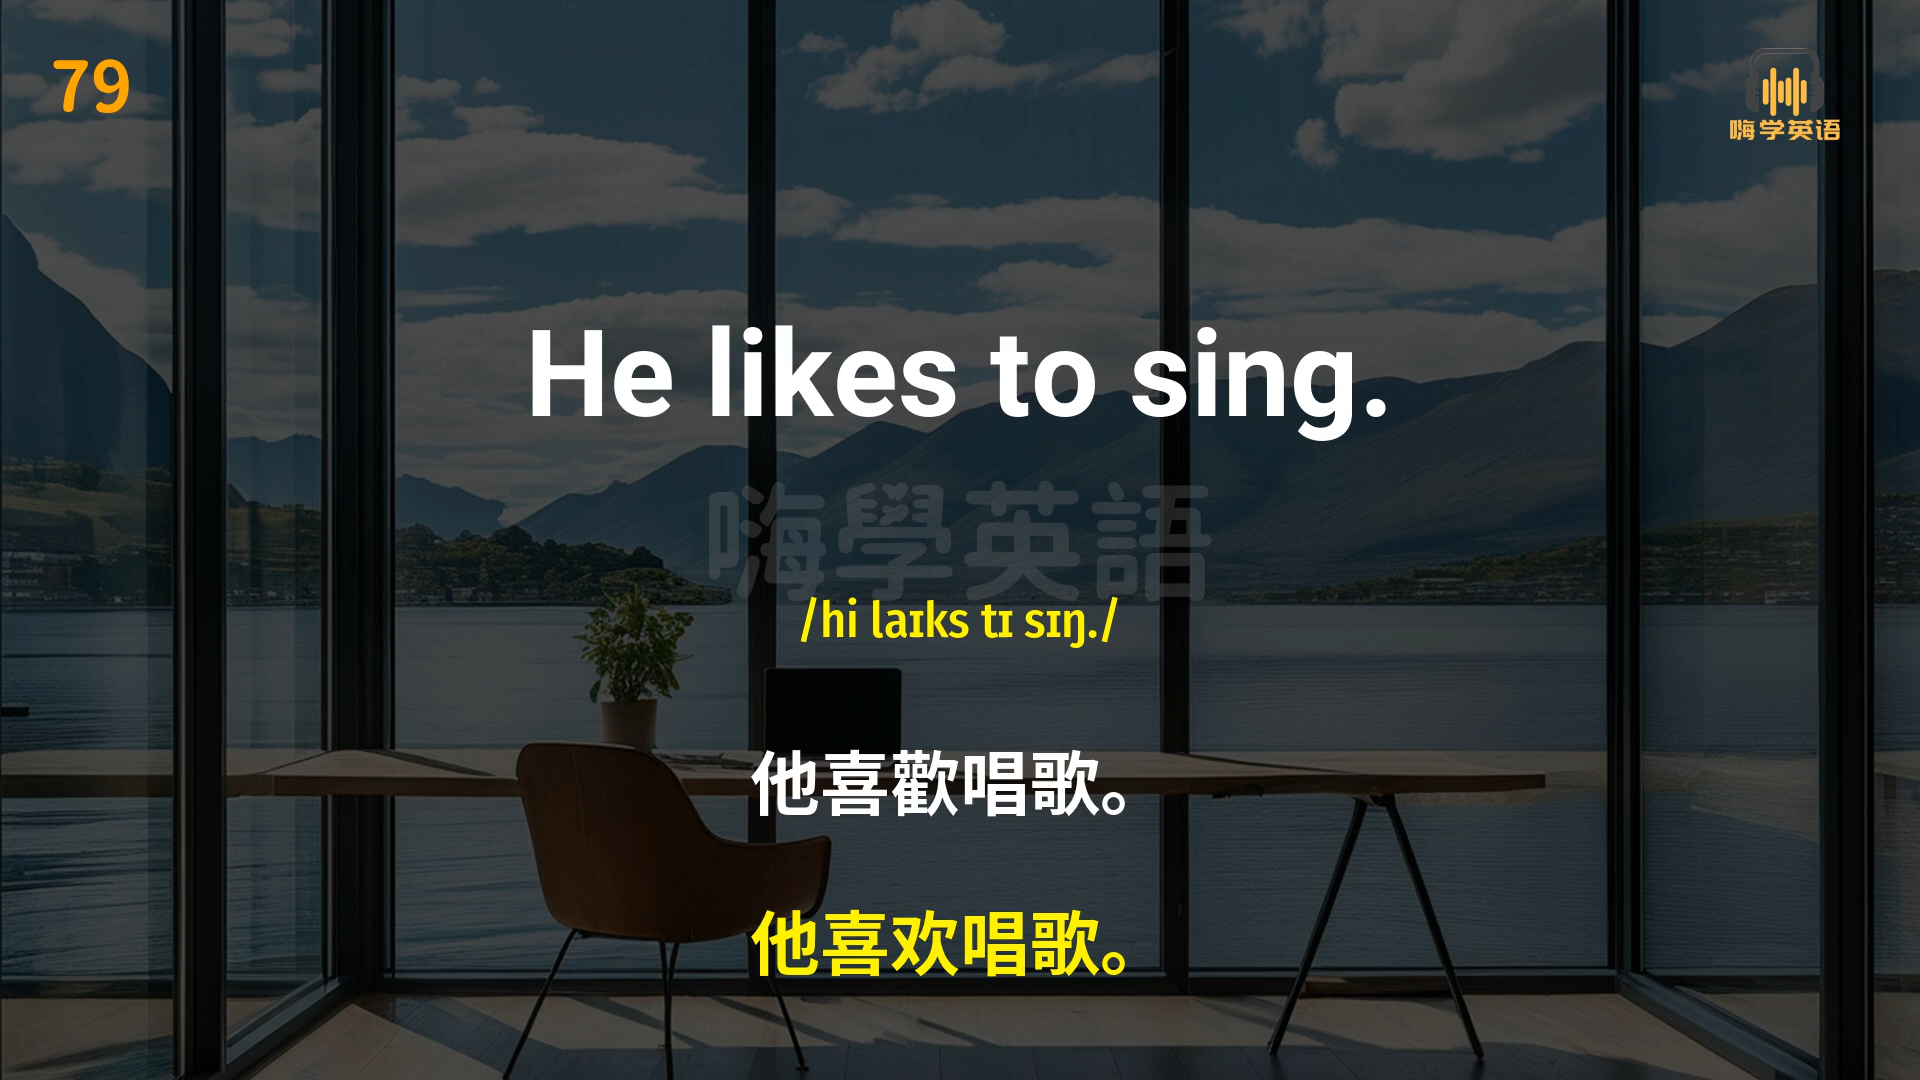 79
嗨学英语
He likes to sing.
嗨學英語
/hi laɪks tɪ sɪŋ./
他喜歡唱歌。
他喜欢唱歌。